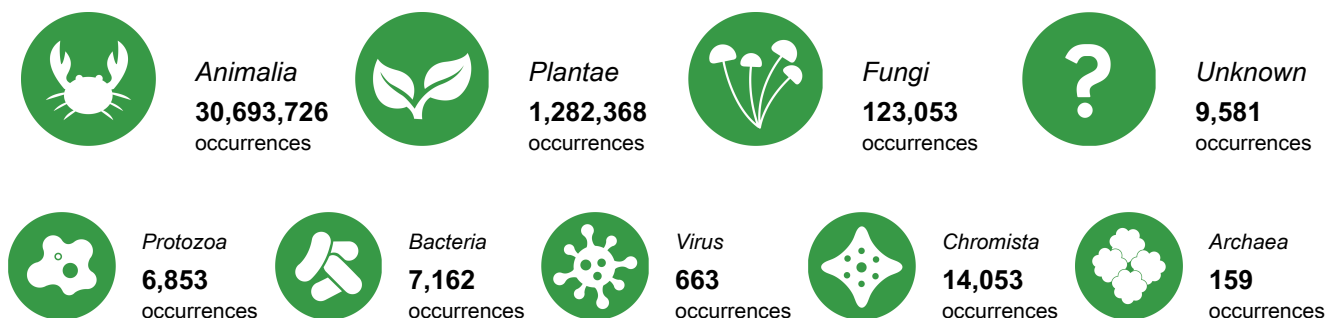 Animalia
30,693,726
occurrences
Plantae
1,282,368
occurrences
Fungi
123,053
occurrences
?
Unknown
9,581
occurrences
Protozoa
6,853
occurrences
Bacteria
7,162
occurrences
Virus
663
occurrences
Chromista
14,053
occurrences
Archaea
159
occurrences